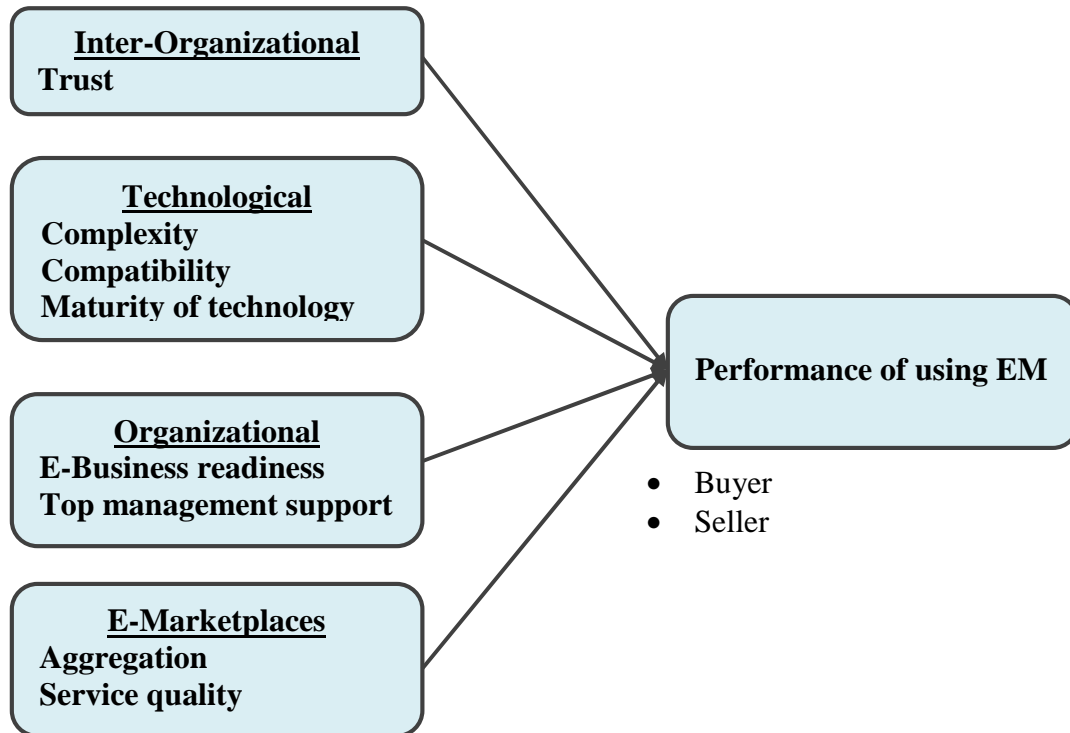 Inter-Organizational
Trust
Technological
Complexity
Compatibility
Maturity of technology
Organizational
E-Business readiness
Top management support
E-Marketplaces
Aggregation
Service quality
Performance of using EM
• Buyer
• Seller